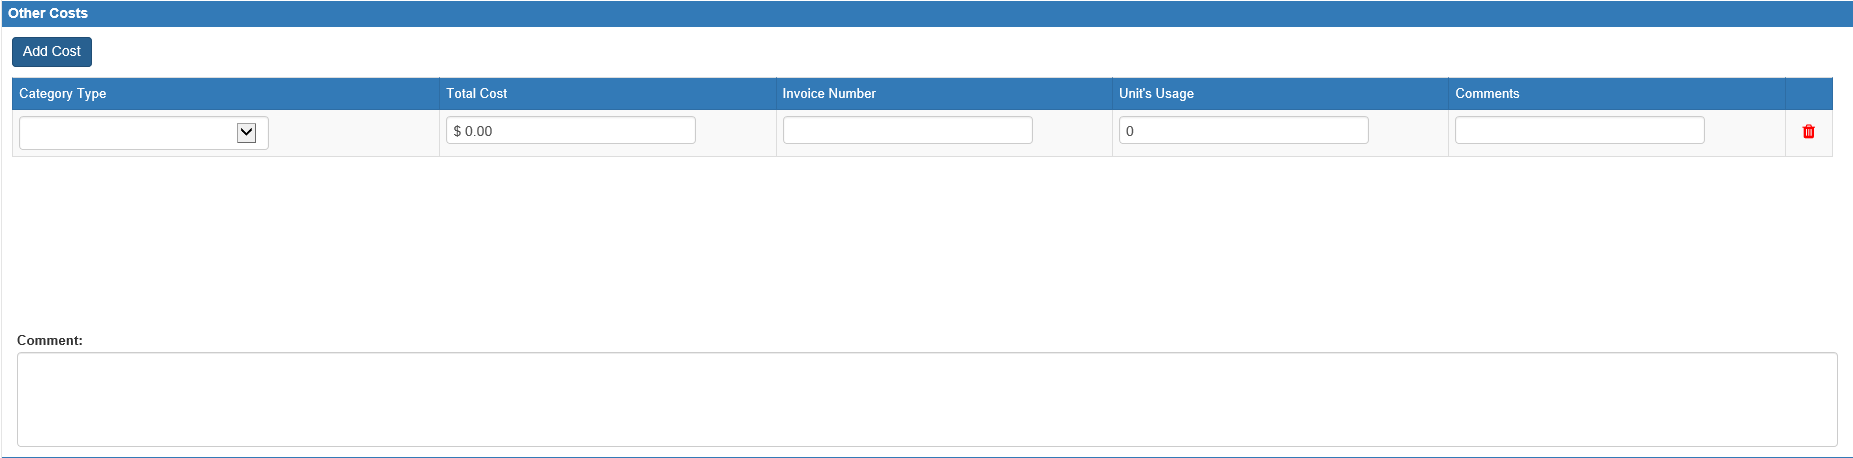 Other Costs
Add Cost
Category Type Total Cost Invoice Number Unit's Usage Comments
$ 0.00 0
Comment: